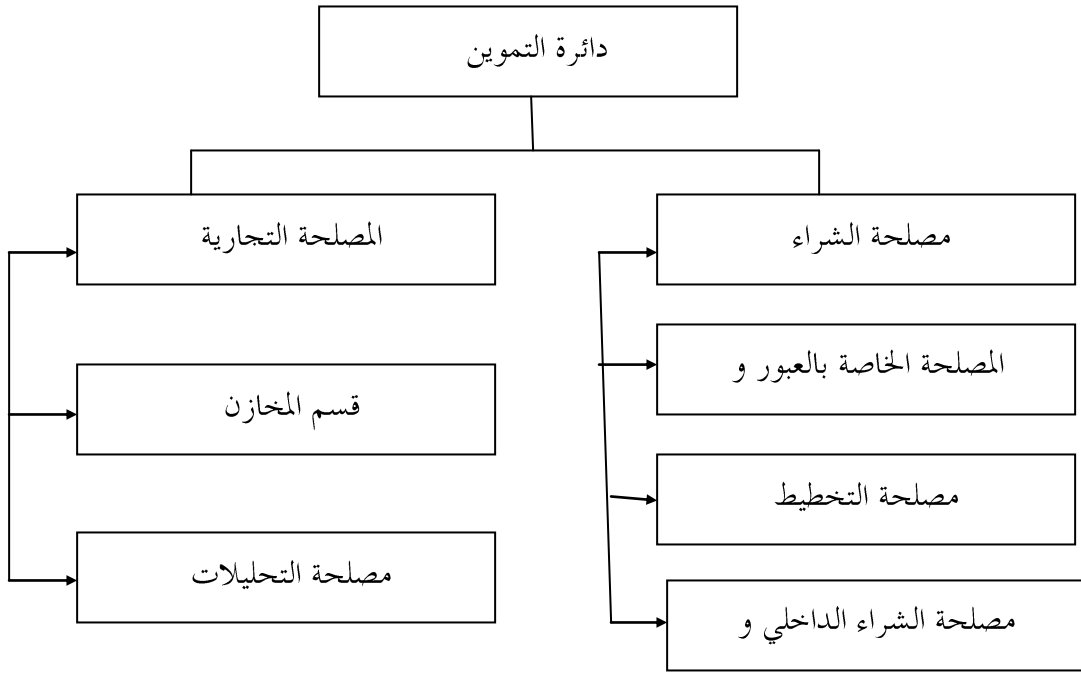 دائرة التموين
مصلحة الشراء
المصلحة التجارية
المصلحة الخاصة بالعبور و
قسم المخازن
مصلحة التخطيط
مصلحة التحليلات
مصلحة الشراء الداخلي و